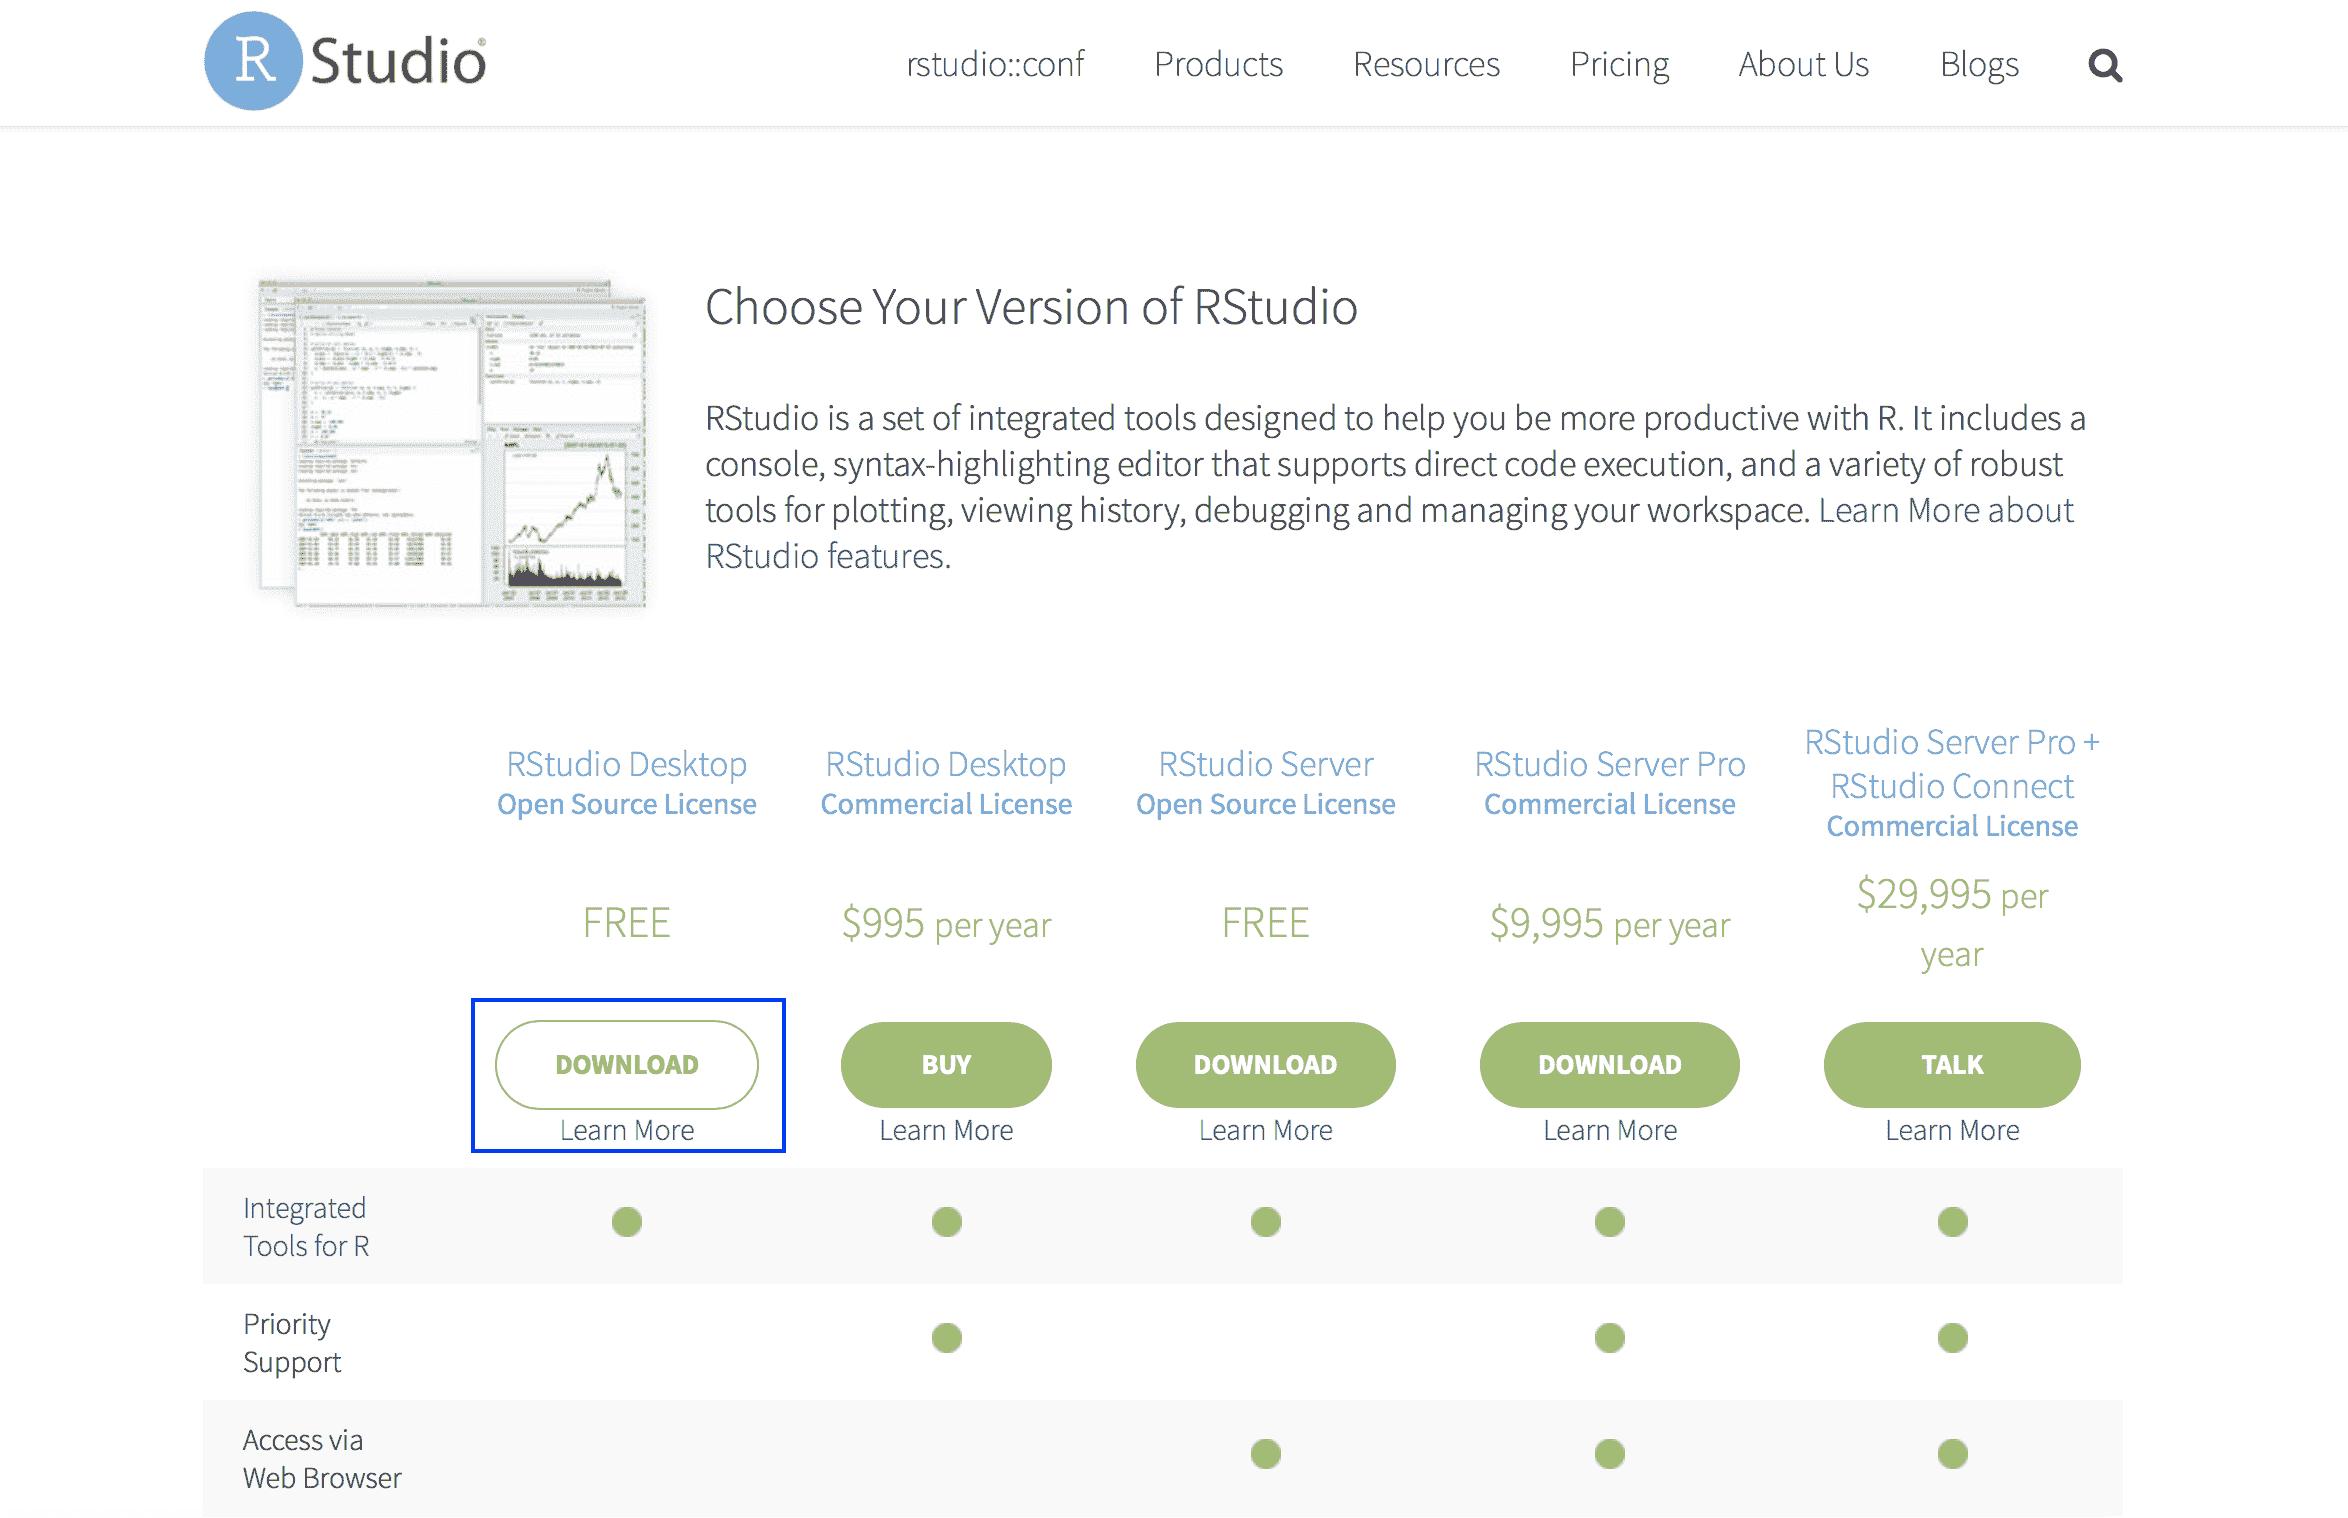 R Studio®
rstudio::conf Products Resources Pricing About Us Blogs
Choose Your Version of RStudio
RStudio is a set of integrated tools designed to help you be more productive with R. It includes a
console, syntax-highlighting editor that supports direct code execution, and a variety of robust
tools for plotting, viewing history, debugging and managing your workspace. Learn More about
RStudio features.
RStudio Desktop
Open Source License
RStudio Desktop
Commercial License
RStudio Server
Open Source License
RStudio Server Pro
Commercial License
RStudio Server Pro +
RStudio Connect
Commercial License
FREE
$995 per year
FREE
$9,995 per year
$29,995 per
year
DOWNLOAD
BUY
DOWNLOAD
DOWNLOAD
TALK
Learn More
Learn More
Learn More
Learn More
Learn More
Integrated
Tools for R
Priority
Support
Access via
Web Browser